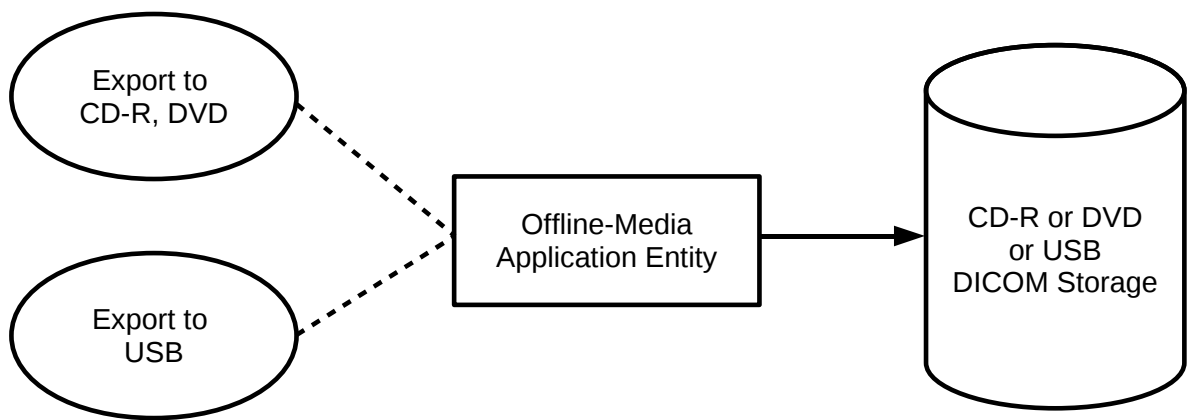 Export to
CD-R, DVD
Export to
USB
Offline-Media
Application Entity
CD-R or DVD
or USB
DICOM Storage